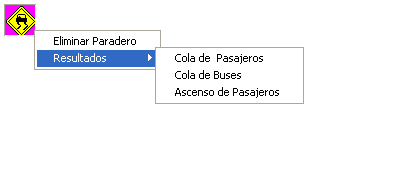 Eliminar Paradero
Resultados
Cola de Pasajeros
Cola de Buses
Ascenso de Pasajeros